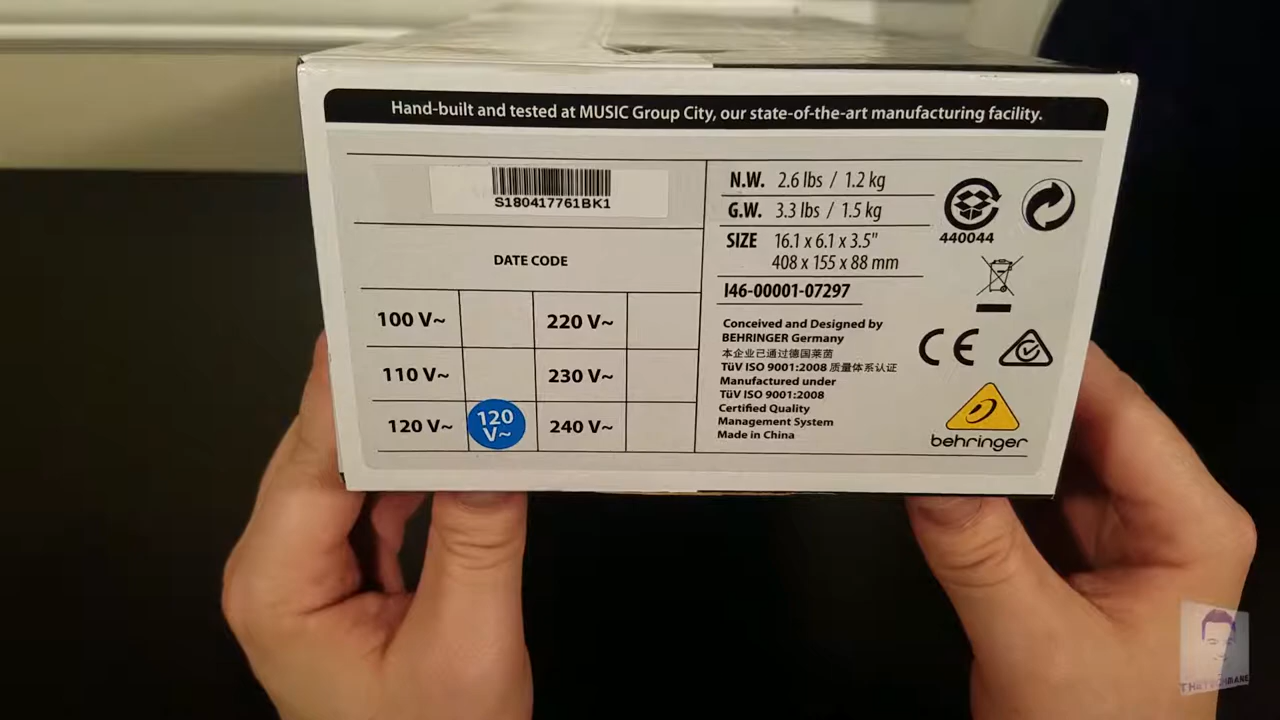 Hand-built and tested at MUSIC Group City, our state-of-the-art manufacturing facility.
S180417761BK1
DATE CODE
100 V~
220 V~
110 V~
230 V~
120 V~
120
V~
240 V~
N.W. 2.6 lbs / 1.2 kg
G.W. 3.3 lbs / 1.5 kg
SIZE 16.1 x 6.1 x 3.5"
408 x 155 x 88 mm
I46-00001-07297
Conceived and Designed by
BEHRINGER Germany
本企业已通过德国莱茵
TüV ISO 9001:2008 质量体系认证
Manufactured under
TüV ISO 9001:2008
Certified Quality
Management System
Made in China
440044
CE
behringer